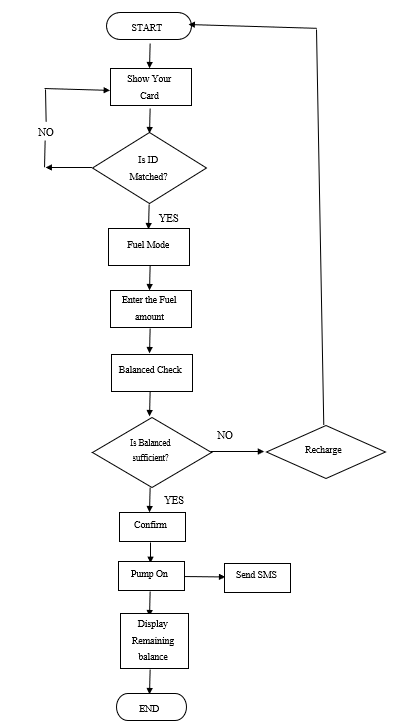 START
Show Your
Card
NO
Is ID
Matched?
YES
Fuel Mode
Enter the Fuel
amount
Balanced Check
Is Balanced
sufficient?
NO
Recharge
YES
Confirm
Pump On
Send SMS
Display
Remaining
balance
END